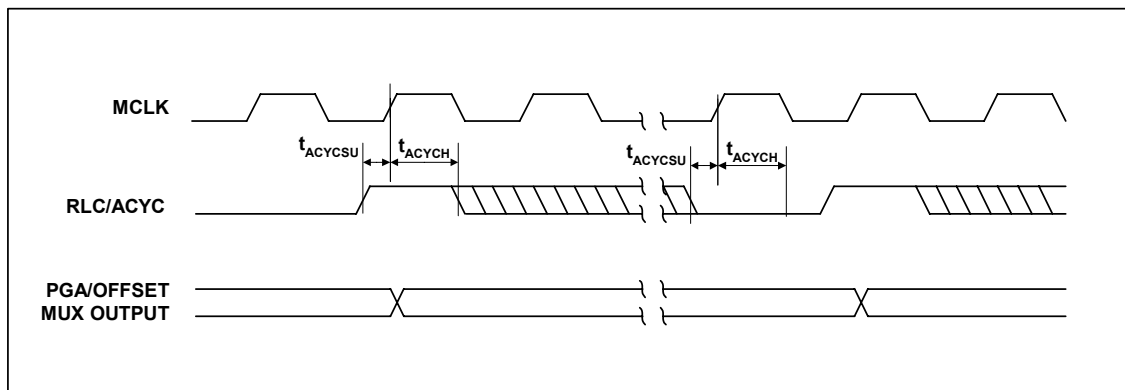 MCLK
tACYCSU tACYCH tACYCSU tACYCH
RLC/ACYC
PGA/OFFSET
MUX OUTPUT